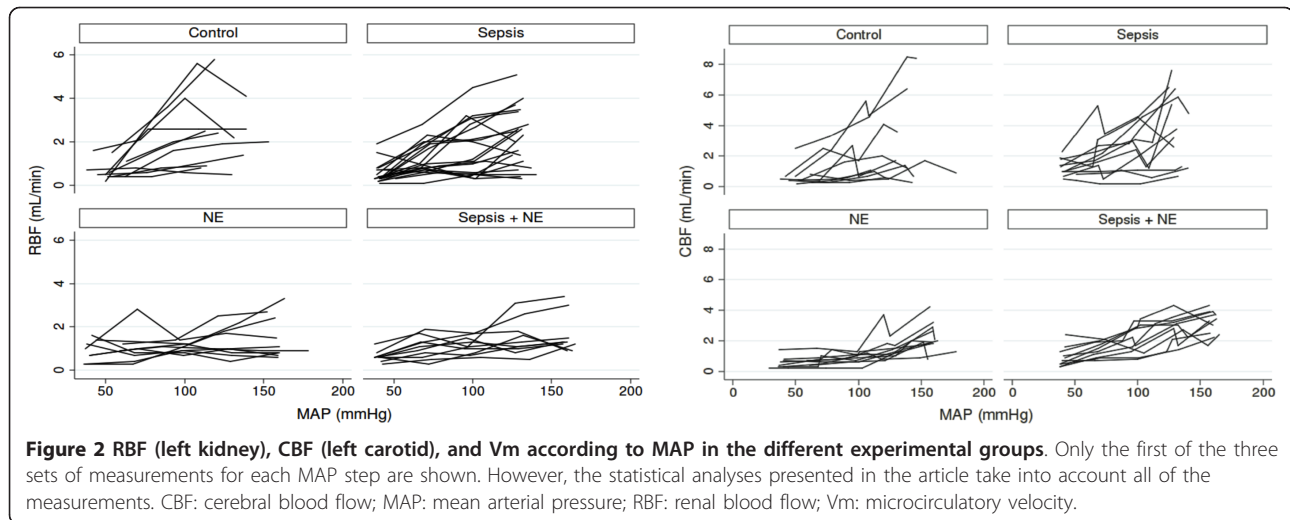 Control
Sepsis
RBF (mL/min)
6
4
2
0
NE
Sepsis + NE
6
4
2
0
50
100
150
200
50
100
150
200
MAP (mmHg)
Control
Sepsis
CBF (mL/min)
8
6
4
2
0
NE
Sepsis + NE
8
6
4
2
0
0
50
100
150
200
0
50
100
150
200
MAP (mmHg)
Figure 2 RBF (left kidney), CBF (left carotid), and Vm according to MAP in the different experimental groups. Only the first of the three
sets of measurements for each MAP step are shown. However, the statistical analyses presented in the article take into account all of the
measurements. CBF: cerebral blood flow; MAP: mean arterial pressure; RBF: renal blood flow; Vm: microcirculatory velocity.